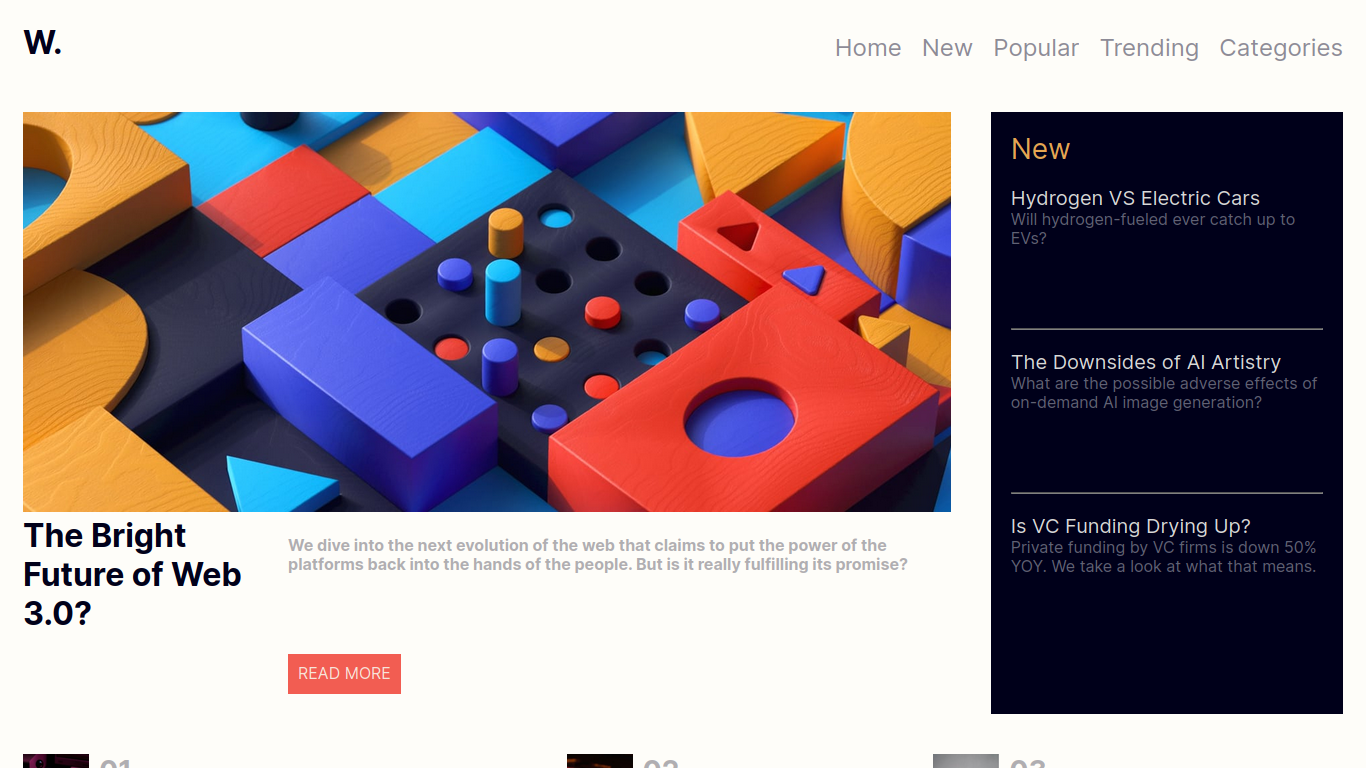 W.
Home New Popular Trending Categories
New
Hydrogen VS Electric Cars
Will hydrogen-fueled ever catch up to
EVs?
The Downsides of AI Artistry
What are the possible adverse effects of
on-demand AI image generation?
Is VC Funding Drying Up?
Private funding by VC firms is down 50%
YOY. We take a look at what that means.
The Bright
Future of Web
3.0?
We dive into the next evolution of the web that claims to put the power of the
platforms back into the hands of the people. But is it really fulfilling its promise?
READ MORE
01 02 03